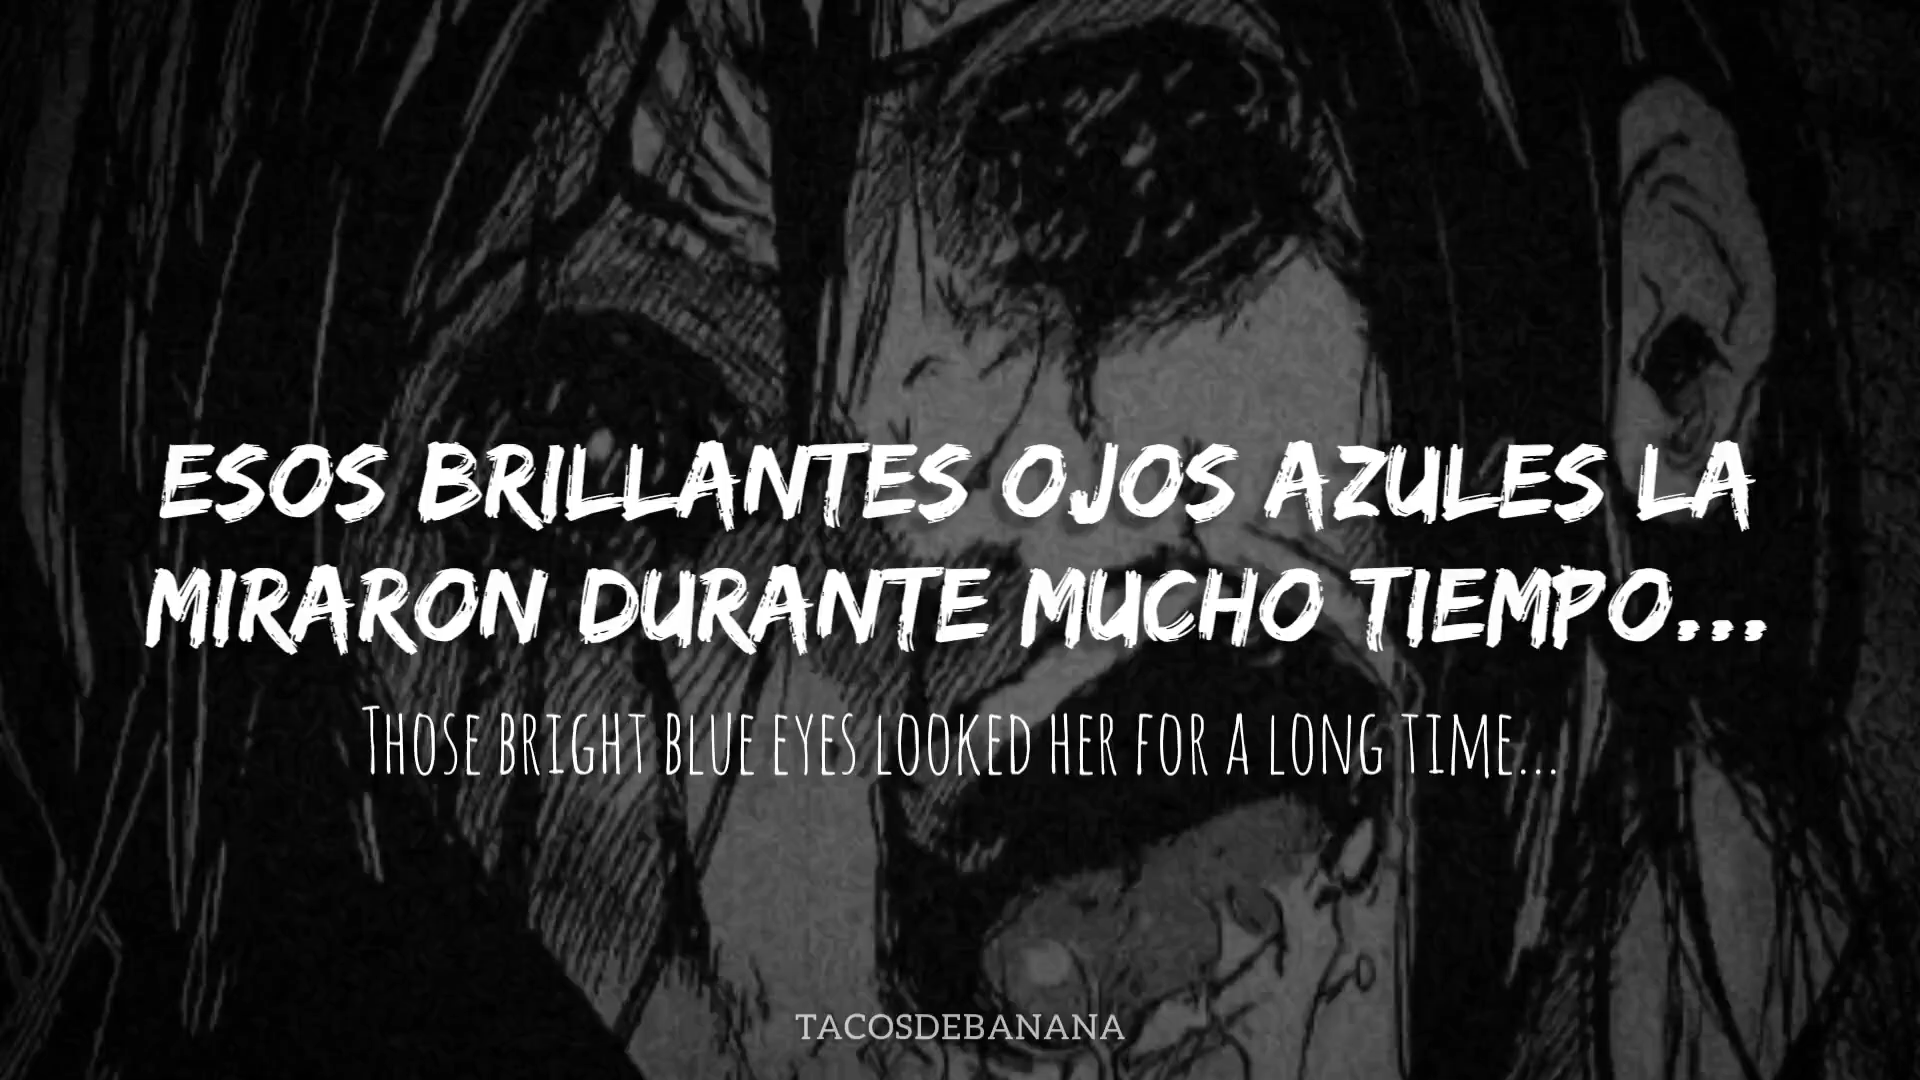 ESOS BRILLANTES OJOS AZULES LA
MIRARON DURANTE MUCHO TIEMPO...
THOSE BRIGHT BLUE EYES LOOKED HER FOR A LONG TIME...
TACOSDEBANANA